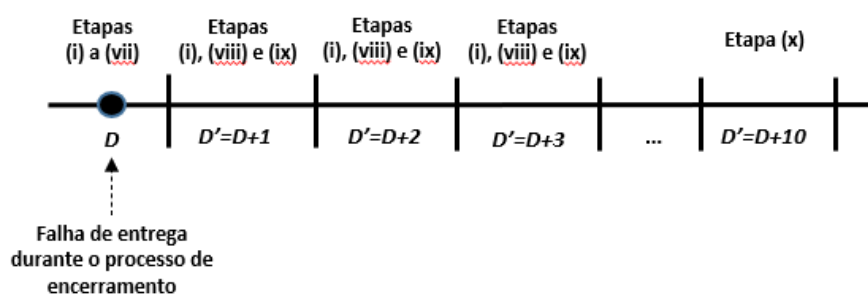 Etapas
(i) a (vii)
Etapas
(i), (viii) e (ix)
Etapas
(i), (viii) e (ix)
Etapas
(i), (viii) e (ix)
Etapa (x)
D
D'=D+1
D'=D+2
D'=D+3
...
D'=D+10
Falha de entrega
durante o processo de
encerramento